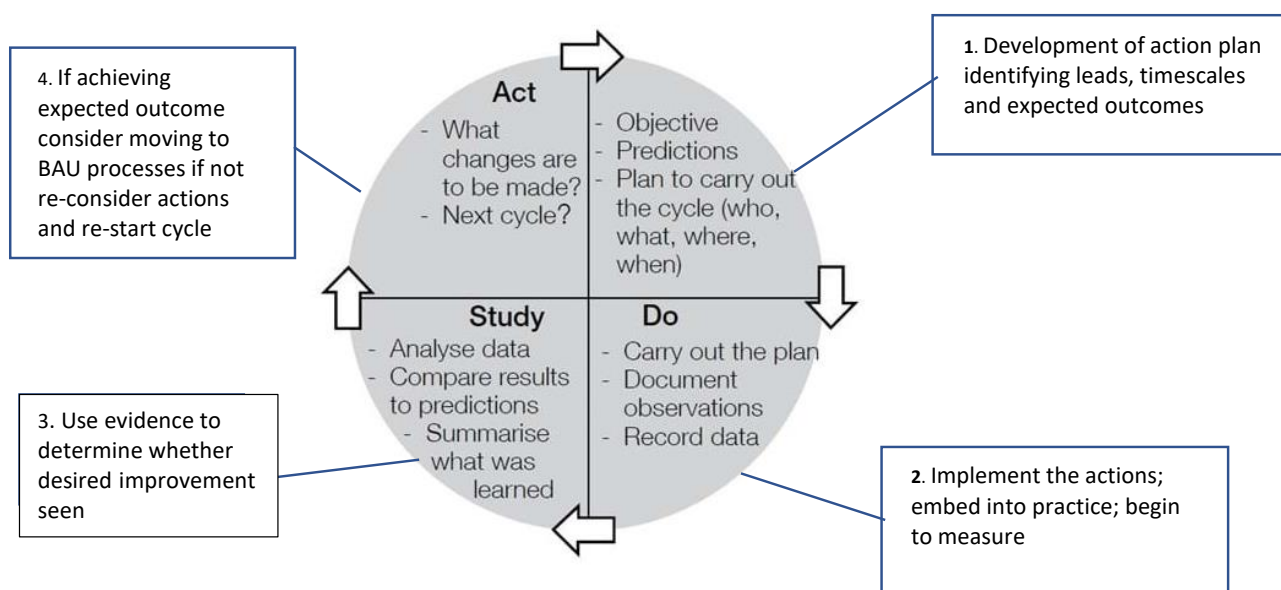 4. If achieving
expected outcome
consider moving to
BAU processes if not
re-consider actions
and re-start cycle
Act
- What
changes are
to be made?
- Next cycle?
- Objective
- Predictions
- Plan to carry out
the cycle (who,
what, where,
when)
1. Development of action plan
identifying leads, timescales
and expected outcomes
Study
- Analyse data
- Compare results
to predictions
- Summarise
what was
learned
Do
- Carry out the plan
- Document
observations
- Record data
3. Use evidence to
determine whether
desired improvement
seen
2. Implement the actions;
embed into practice; begin
to measure